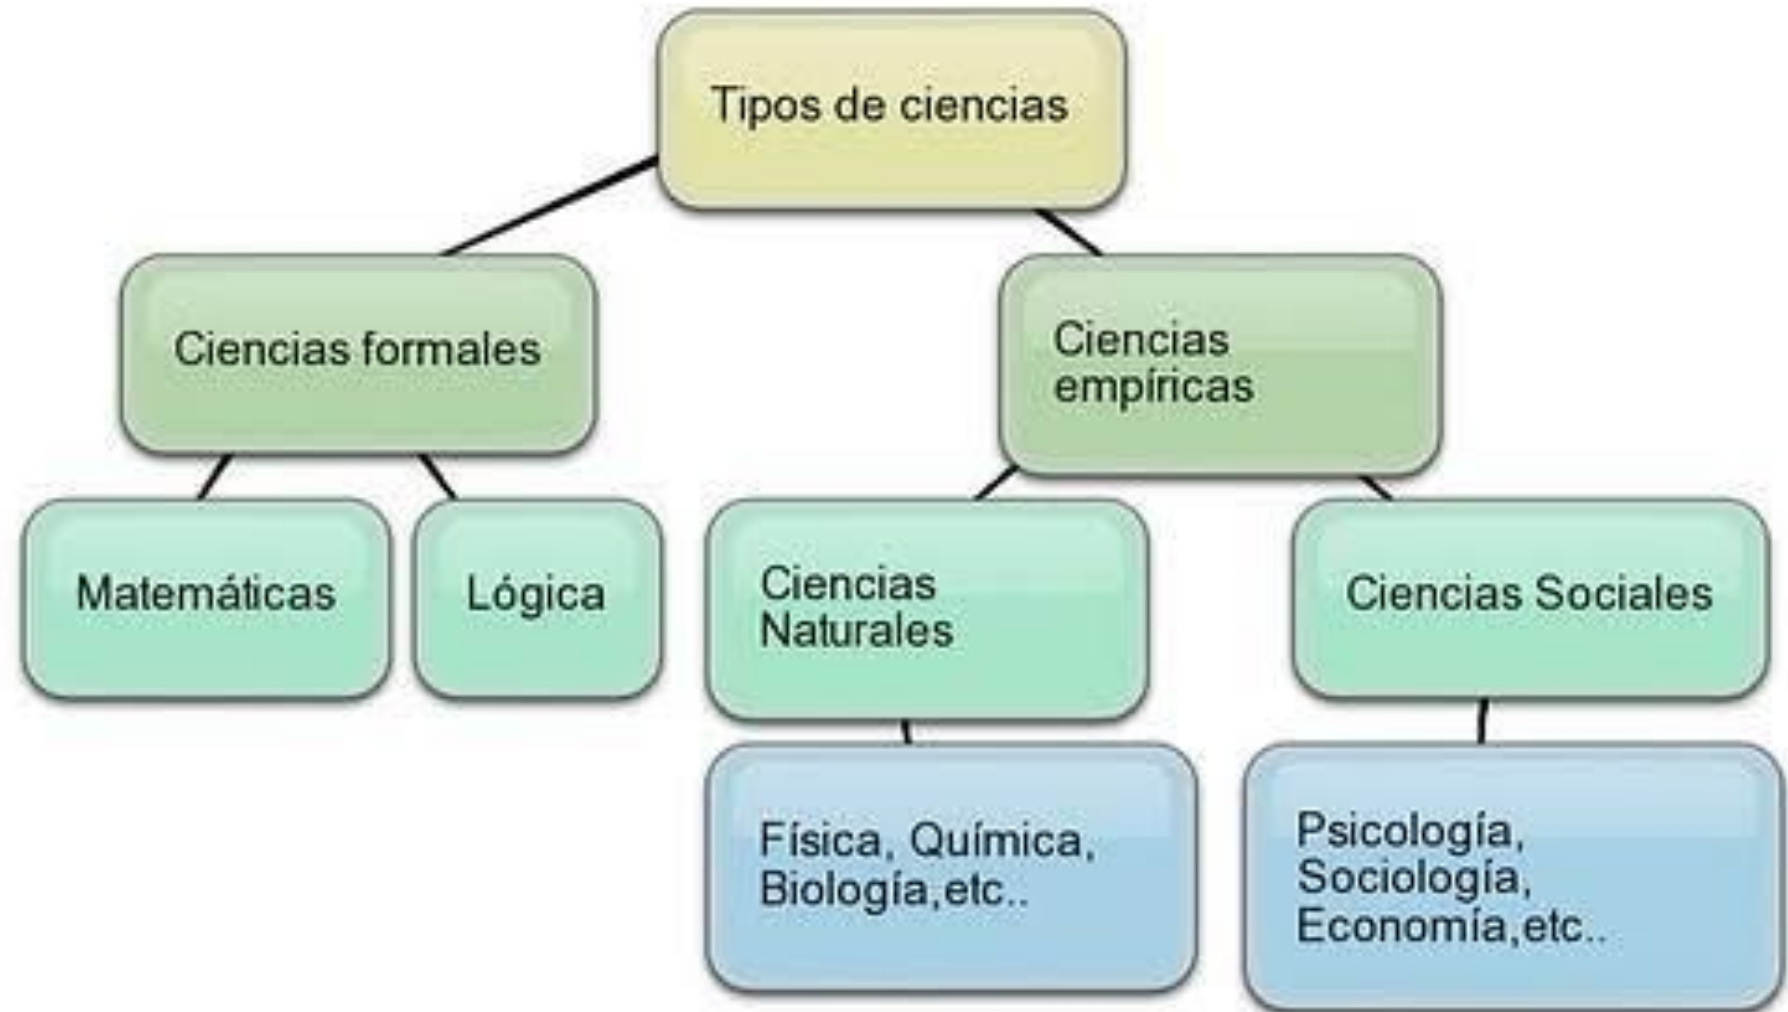 Tipos de ciencias
Ciencias formales
Ciencias
empíricas
Matemáticas
Lógica
Ciencias
Naturales
Ciencias Sociales
Física, Química,
Biología,etc..
Psicología,
Sociología,
Economía,etc..